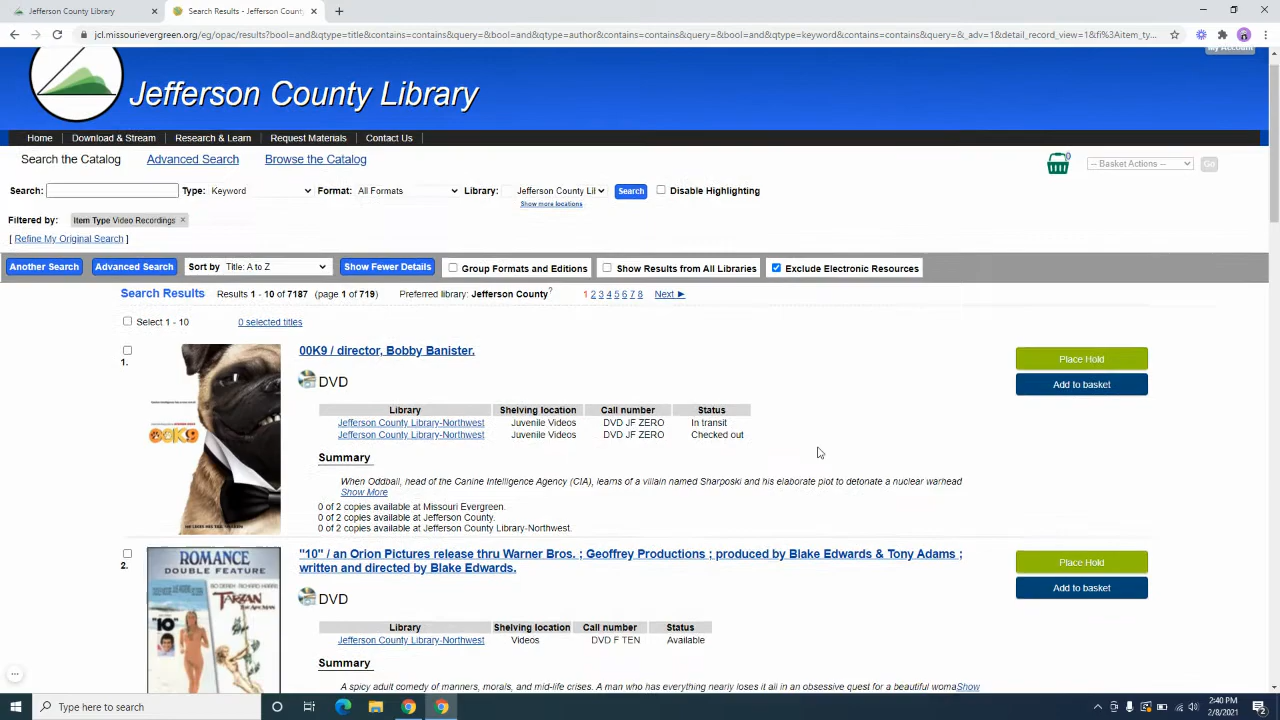 Jefferson County Library
Search Results - Jefferson County
jcl.missourievergreen.org/eg/opac/results?bool=and&qtype=title&contains=contains&query=&bool=and&qtype=author&contains=contains&query=&bool=and&qtype=keyword&contains=contains&query=&_adv=1&detail_record_view=1&fi%3Aitem_ty...
My Account
Jefferson County Library
Home Download & Stream Research & Learn Request Materials Contact Us
Search the Catalog Advanced Search Browse the Catalog
0 -- Basket Actions -- Go
Search: Type: Keyword Format: All Formats Library: Jefferson County Lil Search Disable Highlighting
Show more locations
Filtered by: Item Type Video Recordings ×
[ Refine My Original Search ]
Another Search Advanced Search Sort by Title: A to Z Show Fewer Details Group Formats and Editions Show Results from All Libraries Exclude Electronic Resources
Search Results Results 1 - 10 of 7187 (page 1 of 719) Preferred library: Jefferson County? 1 2 3 4 5 6 7 8 Next ►
Select 1 - 10 0 selected titles
1.
00K9
00K9 / director, Bobby Banister.
DVD
Place Hold
Add to basket
Library Shelving location Call number Status
Jefferson County Library-Northwest Juvenile Videos DVD JF ZERO In transit
Jefferson County Library-Northwest Juvenile Videos DVD JF ZERO Checked out
Summary
When Oddball, head of the Canine Intelligence Agency (CIA), learns of a villain named Sharposki and his elaborate plot to detonate a nuclear warhead
Show More
0 of 2 copies available at Missouri Evergreen.
0 of 2 copies available at Jefferson County.
0 of 2 copies available at Jefferson County Library-Northwest.
2.
ROMANCE
DOUBLE FEATURE
BO DEREK RICHARD HARRIS
TARZAN
THE APE MAN
"10"
"10" / an Orion Pictures release thru Warner Bros. ; Geoffrey Productions ; produced by Blake Edwards & Tony Adams ;
written and directed by Blake Edwards.
DVD
Place Hold
Add to basket
Library Shelving location Call number Status
Jefferson County Library-Northwest Videos DVD F TEN Available
Summary
A spicy adult comedy of manners, morals, and mid-life crises. A man who has everything nearly loses it all in an obsessive quest for a beautiful womaShow
Type here to search
2:40 PM
2/8/2021
2